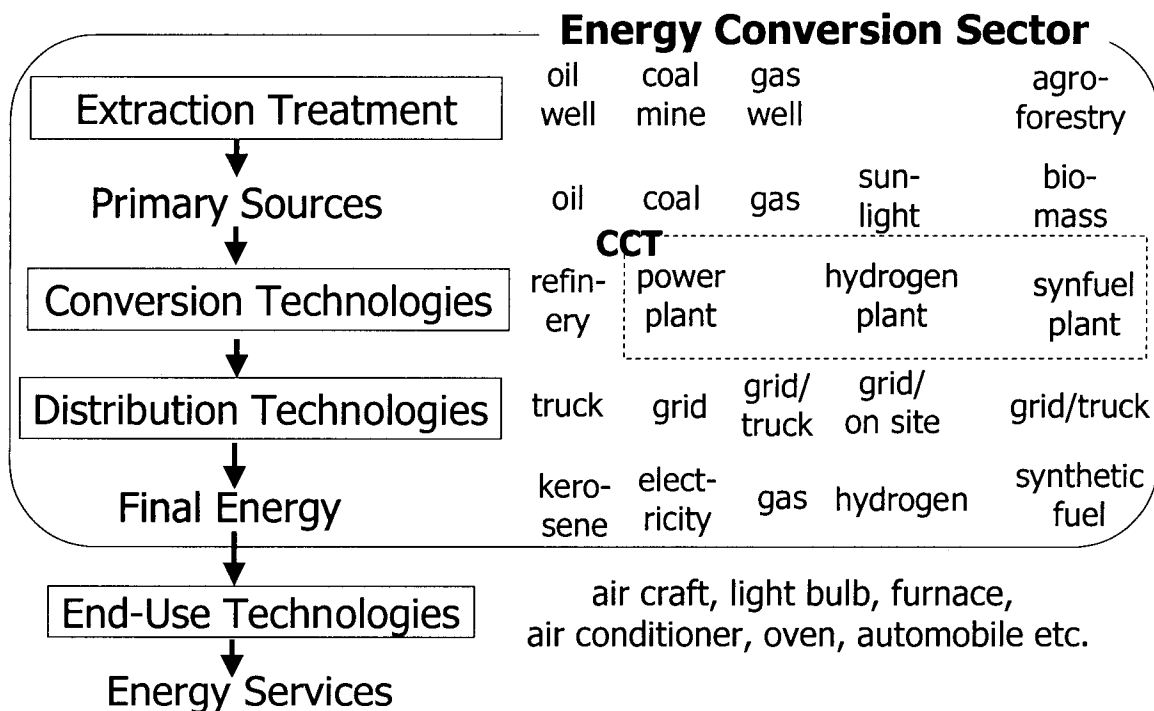 Energy Conversion Sector
Extraction Treatment
oil well
coal mine
gas well
agro-
forestry
Primary Sources
oil
coal
gas
sun-
light
bio-
mass
CCT
Conversion Technologies
refin-
ery
power
plant
hydrogen
plant
synfuel
plant
Distribution Technologies
truck
grid
grid/
truck
grid/
on site
grid/truck
Final Energy
kero-
sene
elect-
ricity
gas
hydrogen
synthetic
fuel
End-Use Technologies
air craft, light bulb, furnace,
air conditioner, oven, automobile etc.
Energy Services